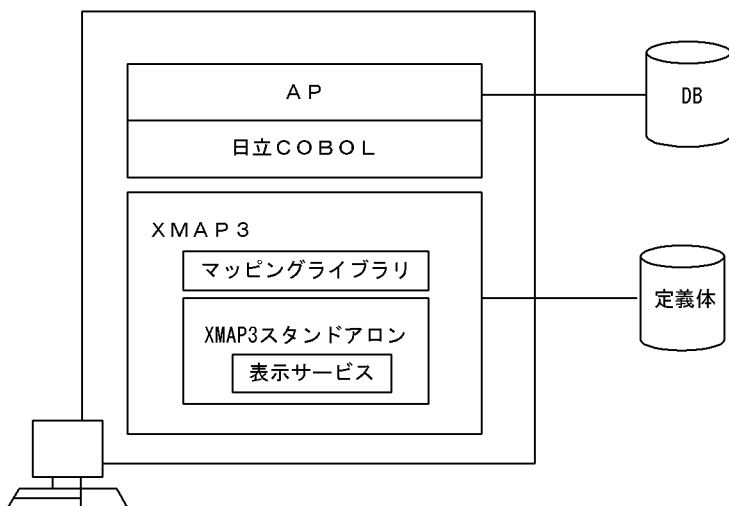 ＡＰ
DB
日立ＣＯＢＯＬ
ＸＭＡＰ３
マッピングライブラリ
定義体
XMAP3スタンドアロン
表示サービス